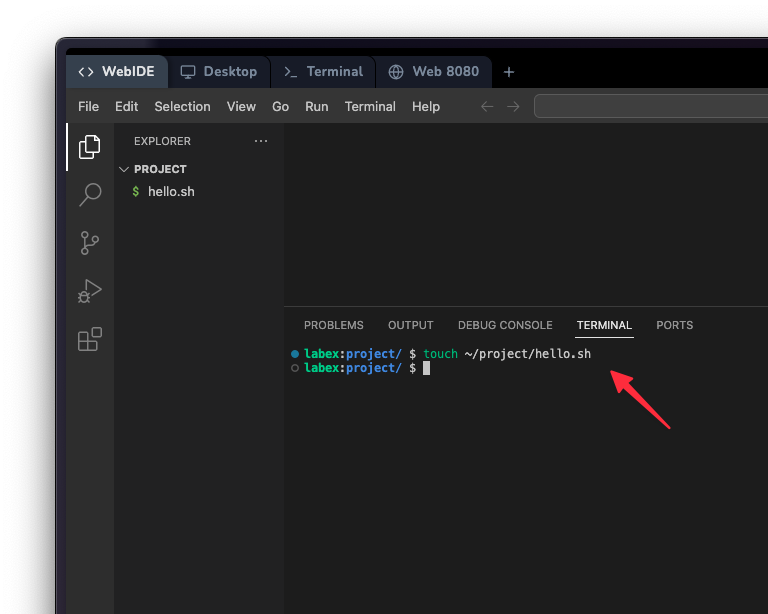 WebIDE Desktop >_ Terminal Web 8080 +
File Edit Selection View Go Run Terminal Help
EXPLORER ...
PROJECT
$ hello.sh
PROBLEMS OUTPUT DEBUG CONSOLE TERMINAL PORTS
labex:project/ $ touch ~/project/hello.sh
labex:project/ $